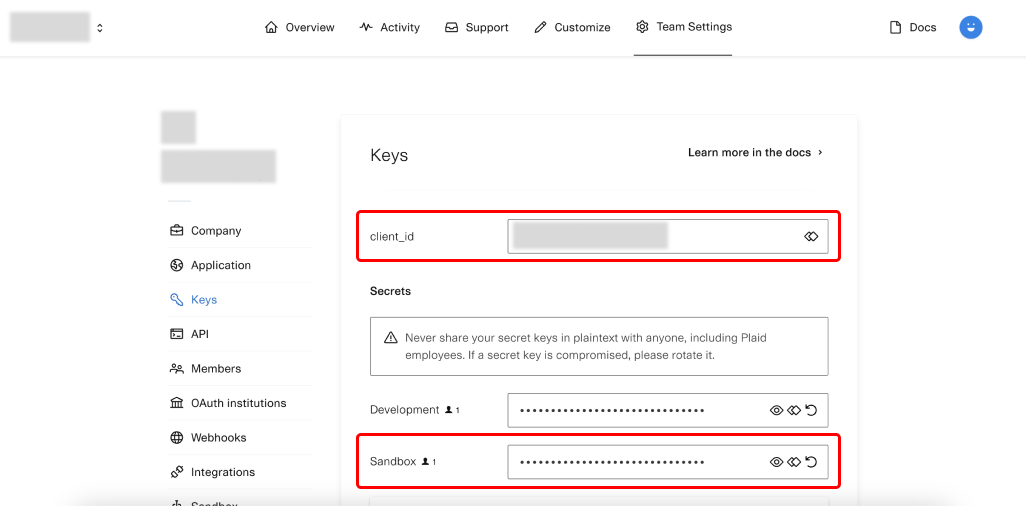 Overview
Activity
Support
Customize
Team Settings
Docs
Company
Application
Keys
API
Members
OAuth institutions
Webhooks
Integrations
Sandbox
Keys
Learn more in the docs
client_id
Secrets
Never share your secret keys in plaintext with anyone, including Plaid
employees. If a secret key is compromised, please rotate it.
Development 1
Sandbox 1